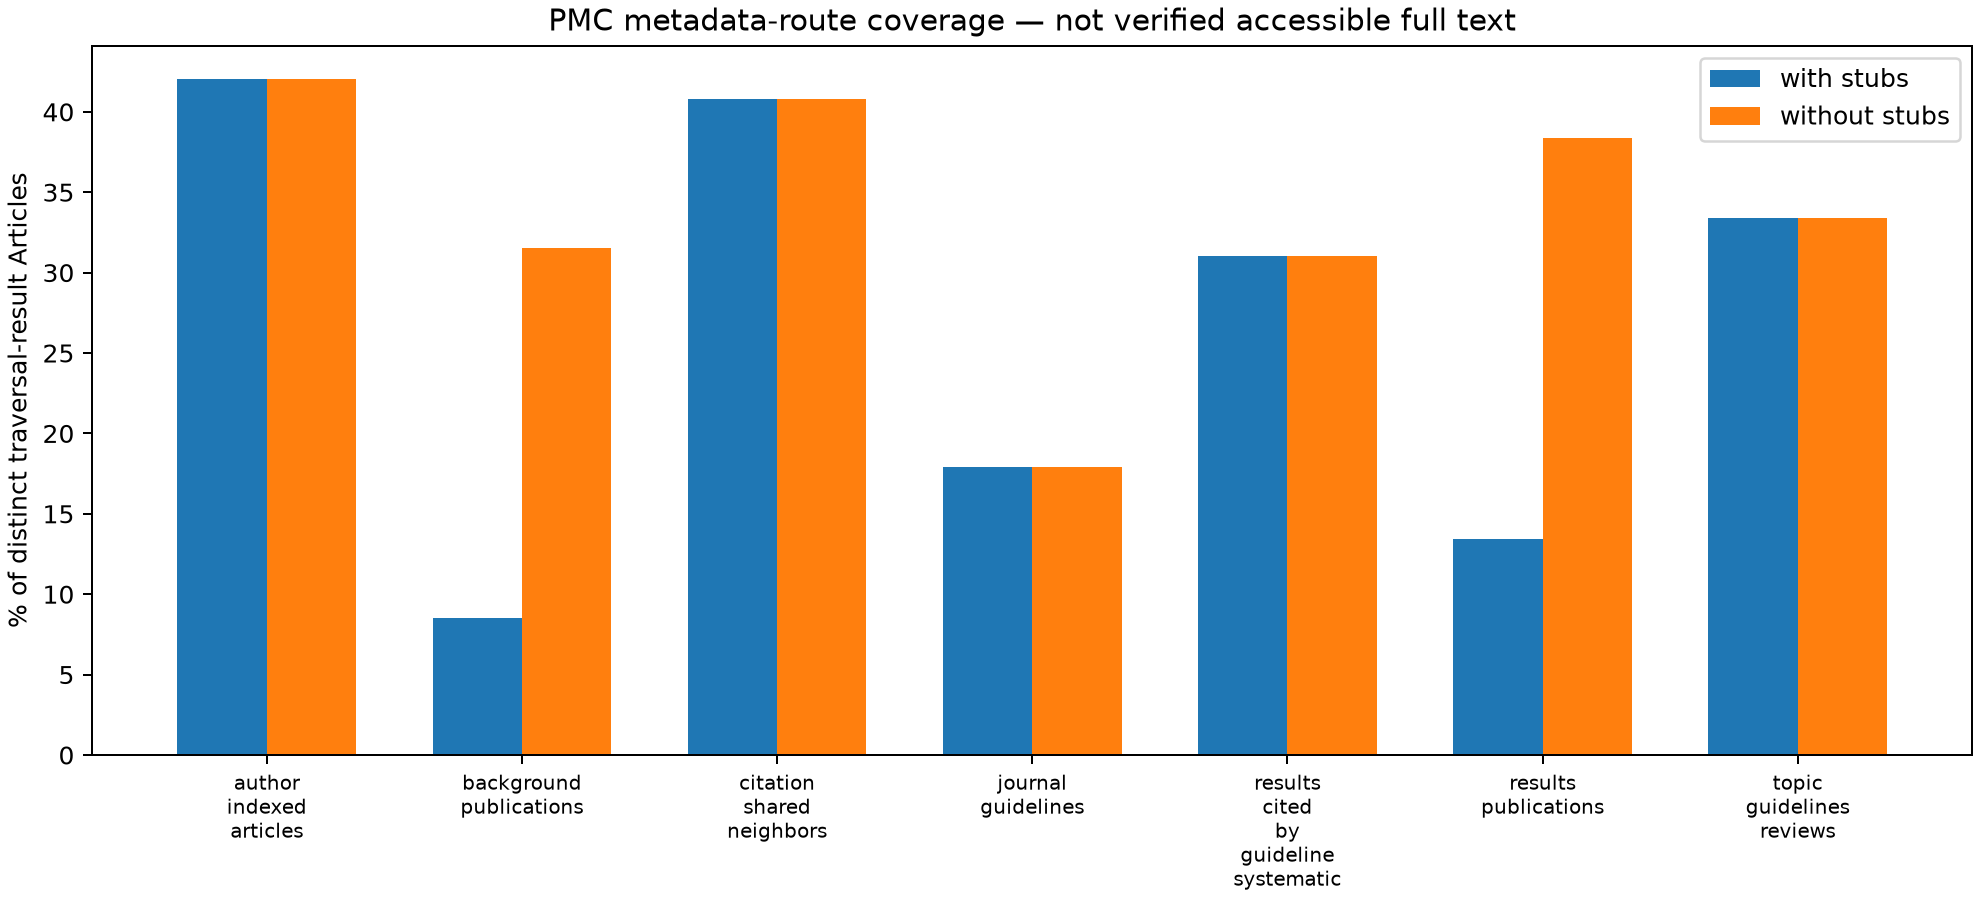 PMC metadata-route coverage — not verified accessible full text
with stubs
without stubs
% of distinct traversal-result Articles
40
35
30
25
20
15
10
5
0
author
indexed
articles
background
publications
citation
shared
neighbors
journal
guidelines
results
cited
by
guideline
systematic
results
publications
topic
guidelines
reviews